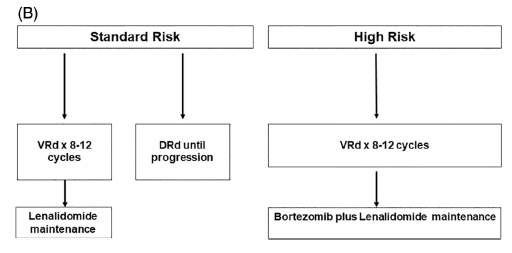 (B)
Standard Risk
High Risk
VRd x 8-12
cycles
DRd until
progression
VRd x 8-12 cycles
Lenalidomide
maintenance
Bortezomib plus Lenalidomide maintenance